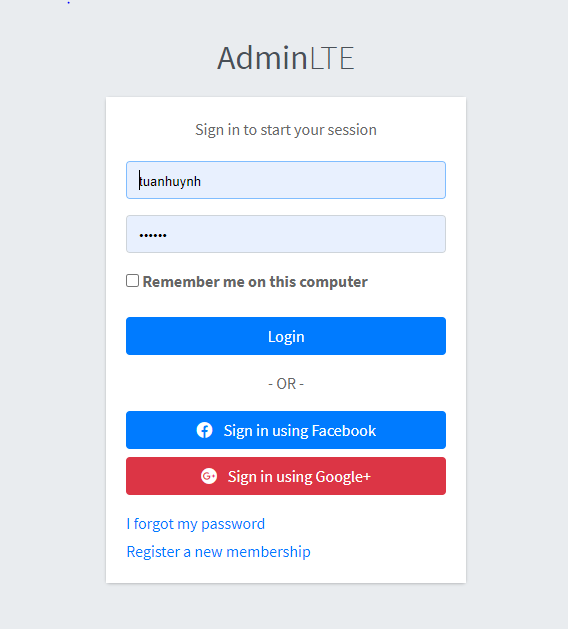 AdminLTE
Sign in to start your session
tuanhuynh
••••••
Remember me on this computer
Login
- OR -
Sign in using Facebook
Sign in using Google+
I forgot my password
Register a new membership